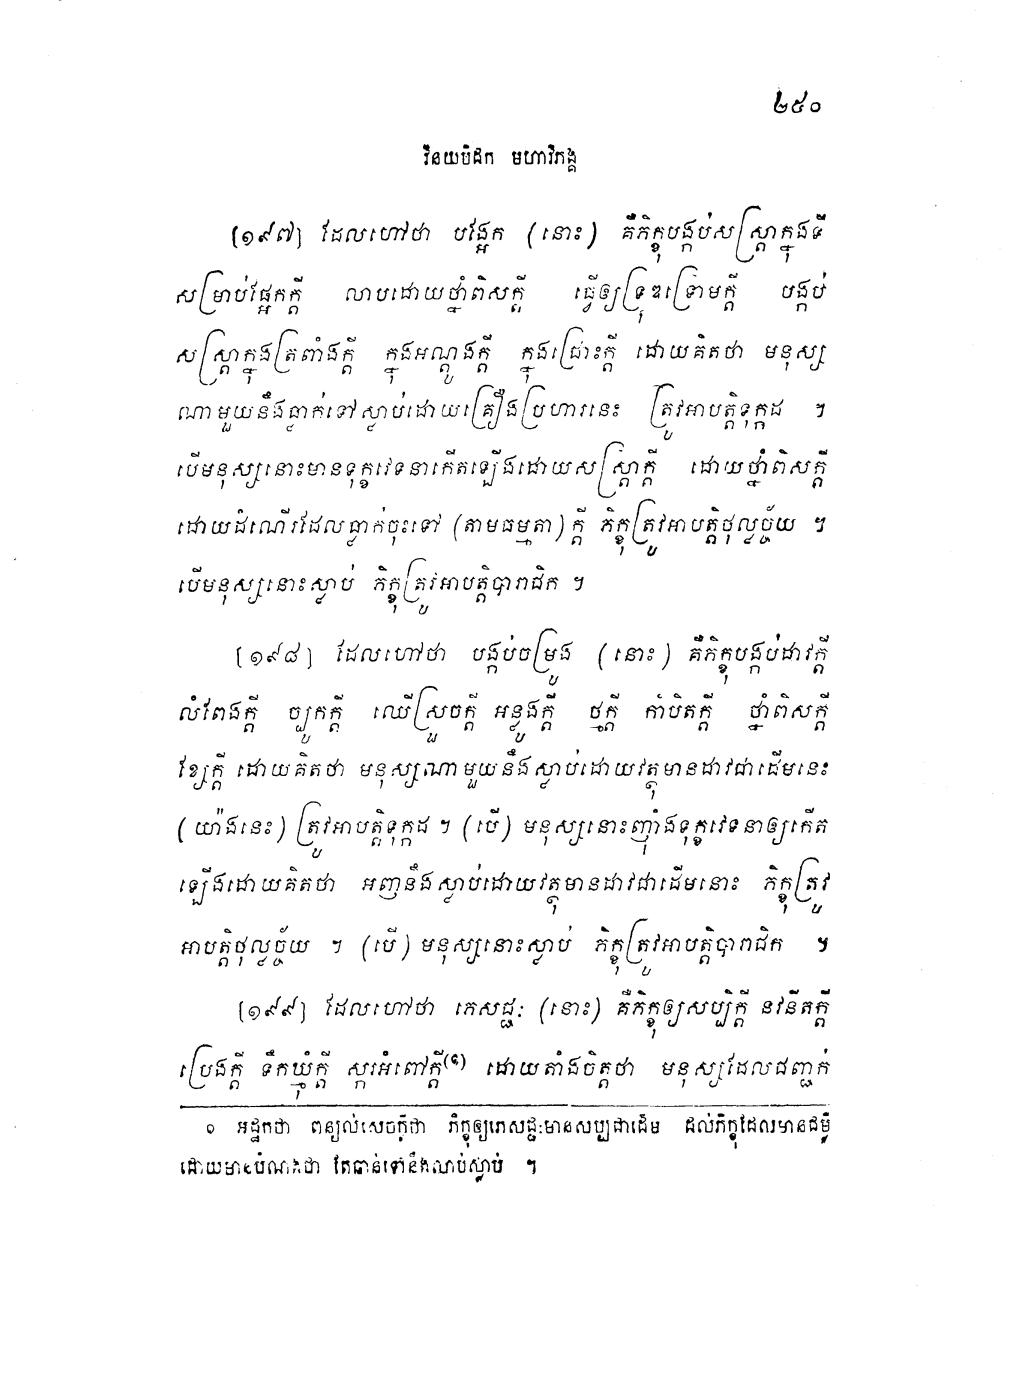 ២៥០
វិនយបិដក មហាវិភង្គ
[១៩៧] ដែលហៅថា បង្អែក (នោះ) គឺភិក្ខុបង្កប់សស្ត្រាក្នុងទី
សម្រាប់ផ្អែកក្តី លាបដោយថ្នាំពិសក្តី ធ្វើឲ្យទ្រុឌទ្រោមក្តី បង្កប់
សស្ត្រាក្នុងត្រពាំងក្តី ក្នុងអណ្តូងក្តី ក្នុងជ្រោះក្តី ដោយគិតថា មនុស្ស
ណាមួយនឹងធ្លាក់ទៅស្លាប់ដោយគ្រឿងប្រហារនេះ ត្រូវអាបត្តិទុក្កដ ។
បើមនុស្សនោះមានទុក្ខវេទនាកើតឡើងដោយសស្ត្រាក្តី ដោយថ្នាំពិសក្តី
ដោយដំណើរដែលធ្លាក់ចុះទៅ (តាមធម្មតា) ក្តី ភិក្ខុត្រូវអាបត្តិថុល្លច្ច័យ ។
បើមនុស្សនោះស្លាប់ ភិក្ខុត្រូវអាបត្តិបារាជិក ។
[១៩៨] ដែលហៅថា បង្កប់ចម្រូង (នោះ) គឺភិក្ខុបង្កប់ដាវក្តី
លំពែងក្តី ច្បូកក្តី ឈើស្រួចក្តី អន្លូងក្តី ថ្មក្តី កាំបិតក្តី ថ្នាំពិសក្តី
ខ្សែក្តី ដោយគិតថា មនុស្សណាមួយនឹងស្លាប់ដោយវត្ថុមានដាវជាដើមនេះ
(យ៉ាងនេះ) ត្រូវអាបត្តិទុក្កដ ។ (បើ) មនុស្សនោះញ៉ាំងទុក្ខវេទនាឲ្យកើត
ឡើងដោយគិតថា អញនឹងស្លាប់ដោយវត្ថុមានដាវជាដើមនោះ ភិក្ខុត្រូវ
អាបត្តិថុល្លច្ច័យ ។ (បើ) មនុស្សនោះស្លាប់ ភិក្ខុត្រូវអាបត្តិបារាជិក ។
[១៩៩] ដែលហៅថា ភេសជ្ជៈ (នោះ) គឺភិក្ខុឲ្យសប្បិក្តី នវនីតក្តី
ប្រេងក្តី ទឹកឃ្មុំក្តី ស្ករអំពៅក្តី(១) ដោយតាំងចិត្តថា មនុស្សដែលជញ្ជក់
១ អដ្ឋកថា ពន្យល់សេចក្តីថា ភិក្ខុឲ្យភេសជ្ជៈមានសប្បិជាដើម ដល់ភិក្ខុដែលមានជម្ងឺ
ដោយមានបំណងថា តែបាន់ទៅនឹងស្លាប់ ។